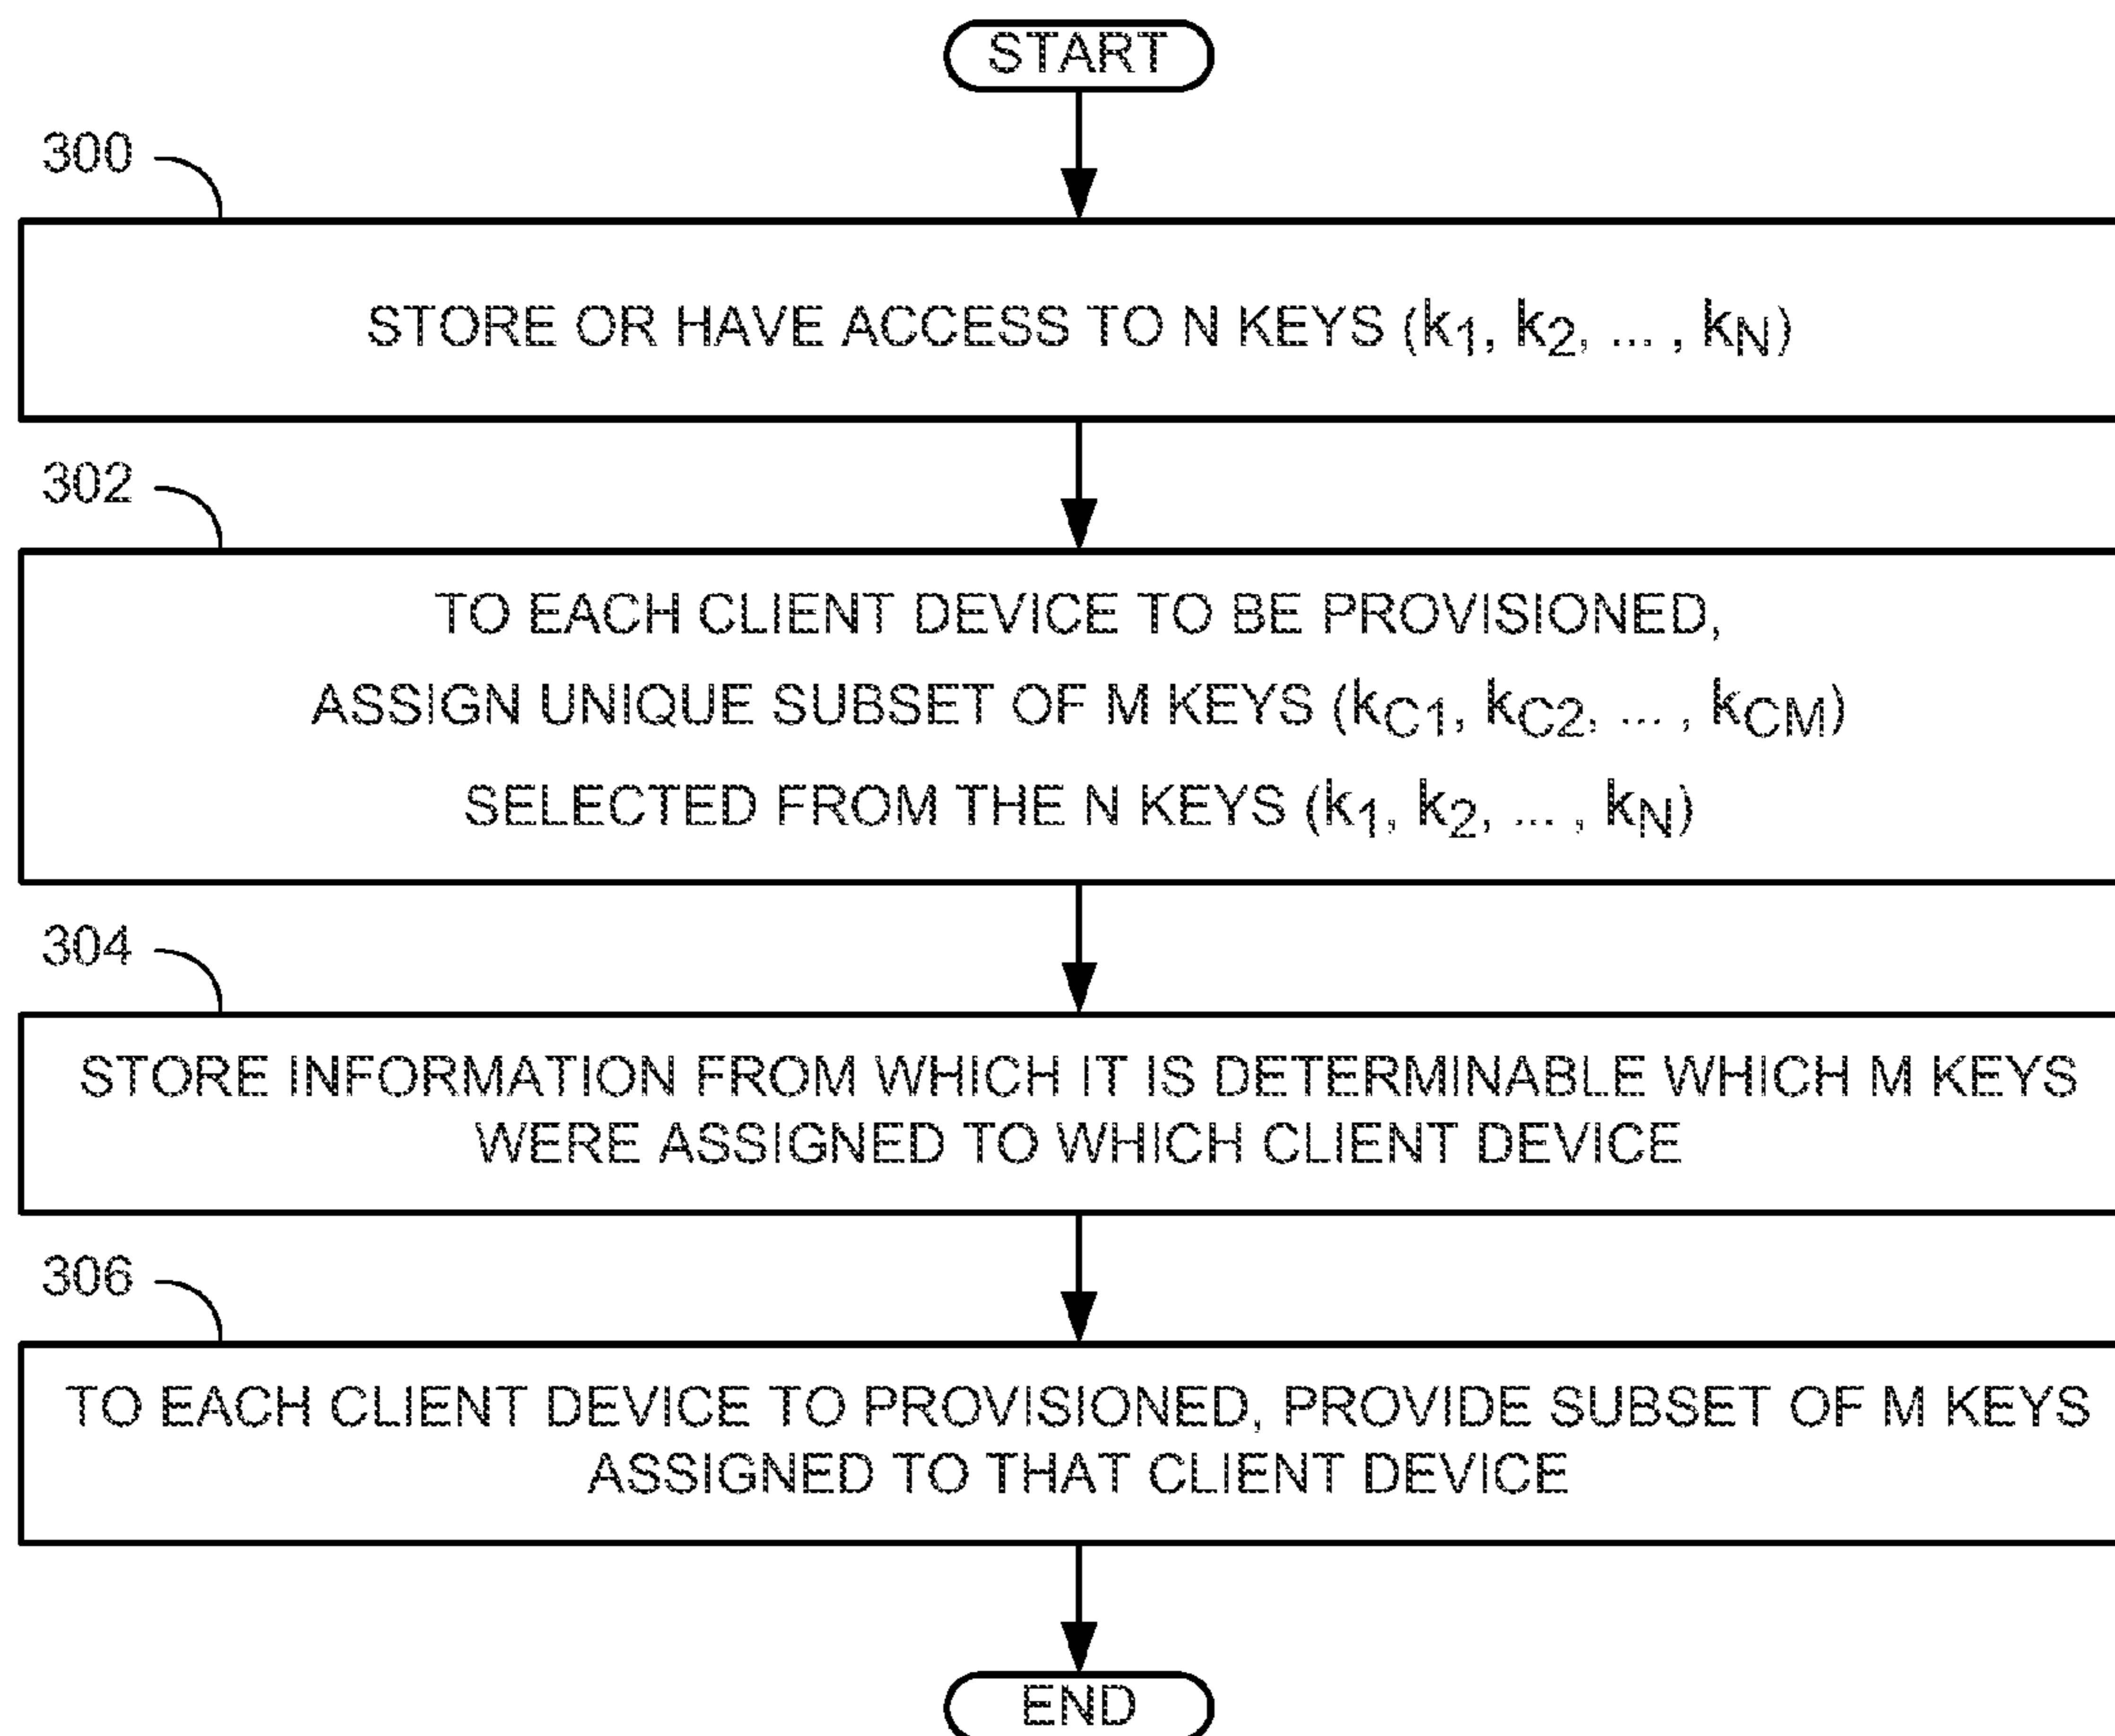 START
300
STORE OR HAVE ACCESS TO N KEYS (k1, k2, ... , kN)
302
TO EACH CLIENT DEVICE TO BE PROVISIONED,
ASSIGN UNIQUE SUBSET OF M KEYS (kC1, kC2, ... , kCM)
SELECTED FROM THE N KEYS (k1, k2, ... , kN)
304
STORE INFORMATION FROM WHICH IT IS DETERMINABLE WHICH M KEYS
WERE ASSIGNED TO WHICH CLIENT DEVICE
306
TO EACH CLIENT DEVICE TO PROVISIONED, PROVIDE SUBSET OF M KEYS
ASSIGNED TO THAT CLIENT DEVICE
END